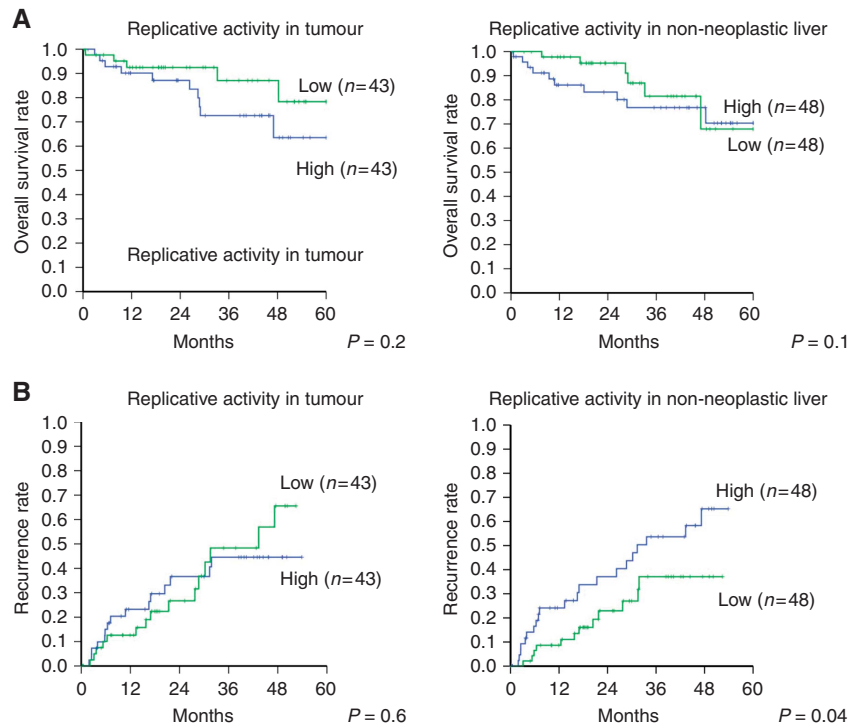 A
Replicative activity in tumour
Overall survival rate
1.0
0.9
0.8
0.7
0.6
0.5
0.4
0.3
0.2
0.1
0.0
Low (n=43)
High (n=43)
Replicative activity in tumour
0 12 24 36 48 60
Months
P = 0.2
Replicative activity in non-neoplastic liver
Overall survival rate
1.0
0.9
0.8
0.7
0.6
0.5
0.4
0.3
0.2
0.1
0.0
High (n=48)
Low (n=48)
0 12 24 36 48 60
Months
P = 0.1
B
Replicative activity in tumour
Recurrence rate
1.0
0.9
0.8
0.7
0.6
0.5
0.4
0.3
0.2
0.1
0.0
Low (n=43)
High (n=43)
0 12 24 36 48 60
Months
P = 0.6
Replicative activity in non-neoplastic liver
Recurrence rate
1.0
0.9
0.8
0.7
0.6
0.5
0.4
0.3
0.2
0.1
0.0
High (n=48)
Low (n=48)
0 12 24 36 48 60
Months
P = 0.04